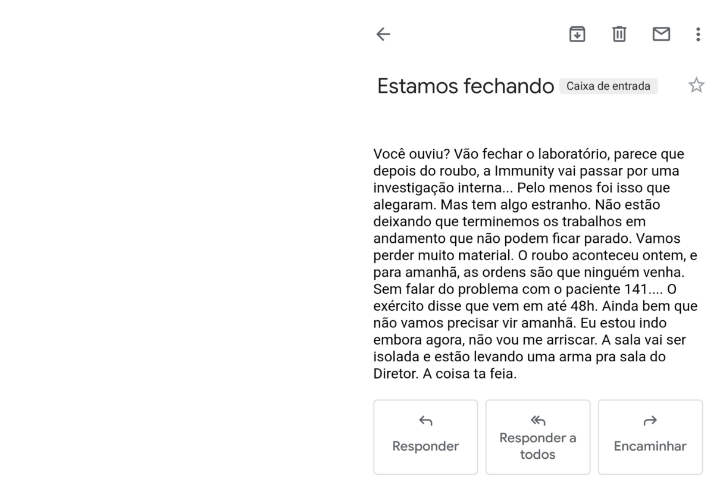 Estamos fechando Caixa de entrada
Você ouviu? Vão fechar o laboratório, parece que
depois do roubo, a Immunity vai passar por uma
investigação interna... Pelo menos foi isso que
alegaram. Mas tem algo estranho. Não estão
deixando que terminemos os trabalhos em
andamento que não podem ficar parado. Vamos
perder muito material. O roubo aconteceu ontem, e
para amanhã, as ordens são que ninguém venha.
Sem falar do problema com o paciente 141.... O
exército disse que vem em até 48h. Ainda bem que
não vamos precisar vir amanhã. Eu estou indo
embora agora, não vou me arriscar. A sala vai ser
isolada e estão levando uma arma pra sala do
Diretor. A coisa ta feia.
Responder
Responder a
todos
Encaminhar